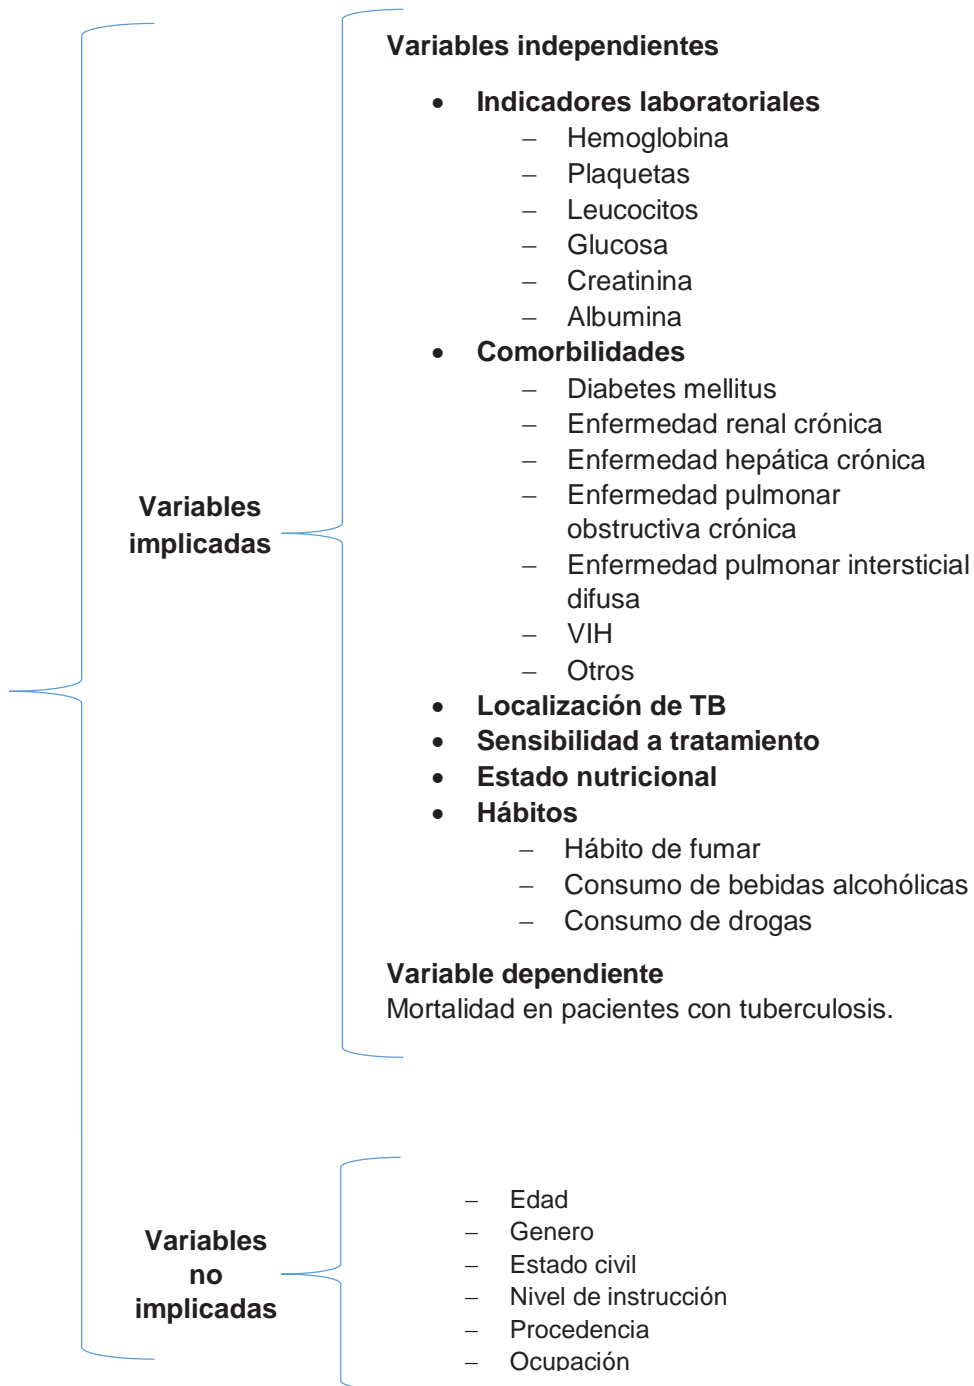 Variables independientes
• Indicadores laboratoriales
– Hemoglobina
– Plaquetas
– Leucocitos
– Glucosa
– Creatinina
– Albumina
• Comorbilidades
– Diabetes mellitus
– Enfermedad renal crónica
– Enfermedad hepática crónica
– Enfermedad pulmonar
obstructiva crónica
– Enfermedad pulmonar intersticial
difusa
– VIH
– Otros
• Localización de TB
• Sensibilidad a tratamiento
• Estado nutricional
• Hábitos
– Hábito de fumar
– Consumo de bebidas alcohólicas
– Consumo de drogas
Variable dependiente
Mortalidad en pacientes con tuberculosis.
Variables
implicadas
– Edad
– Genero
– Estado civil
– Nivel de instrucción
– Procedencia
– Ocupación
Variables
no
implicadas